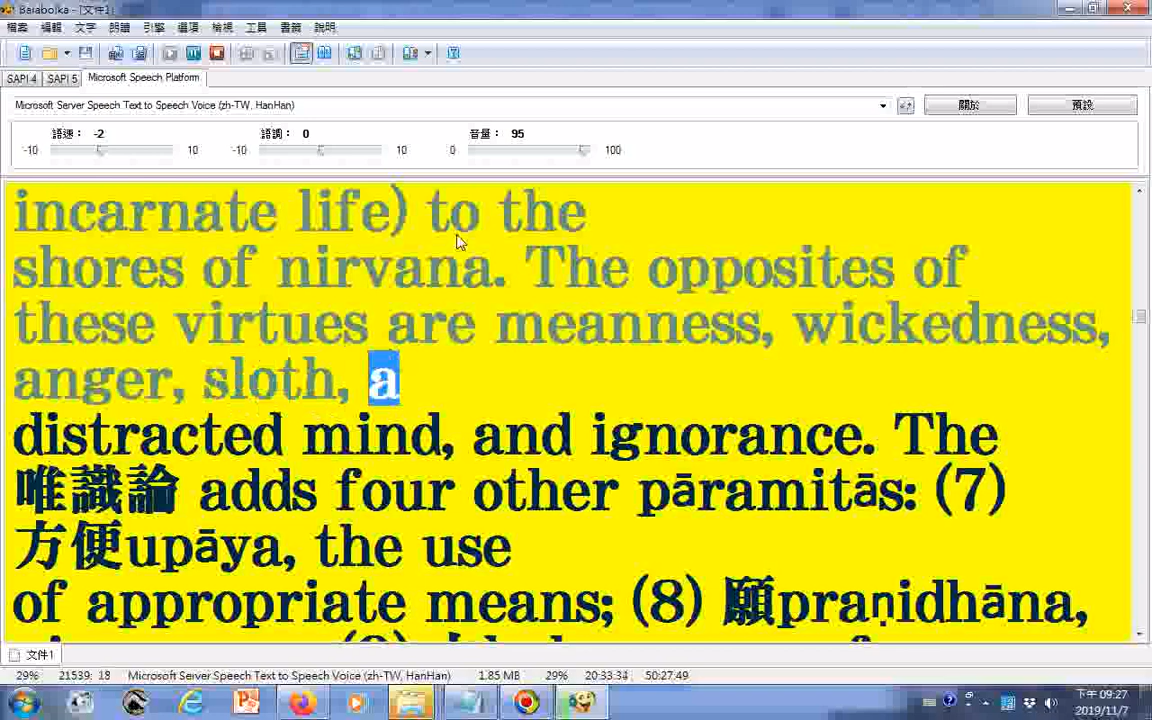 Balabolka - [文件1]
檔案 編輯 文字 朗讀 引擎 選項 檢視 工具 書籤 說明
SAPI 4 SAPI 5 Microsoft Speech Platform
Microsoft Server Speech Text to Speech Voice (zh-TW, HanHan) 關於 預設
語速： -2 語調： 0 音量： 95
-10 10 -10 10 0 100
incarnate life) to the
shores of nirvana. The opposites of
these virtues are meanness, wickedness,
anger, sloth, a
distracted mind, and ignorance. The
唯識論 adds four other pāramitās: (7)
方便upāya, the use
of appropriate means; (8) 願praṇidhāna,
文件1
29% 21539: 18 Microsoft Server Speech Text to Speech Voice (zh-TW, HanHan) 1.85 MB 29% 20:33:34 50:27:49
下午 09:27
2019/11/7